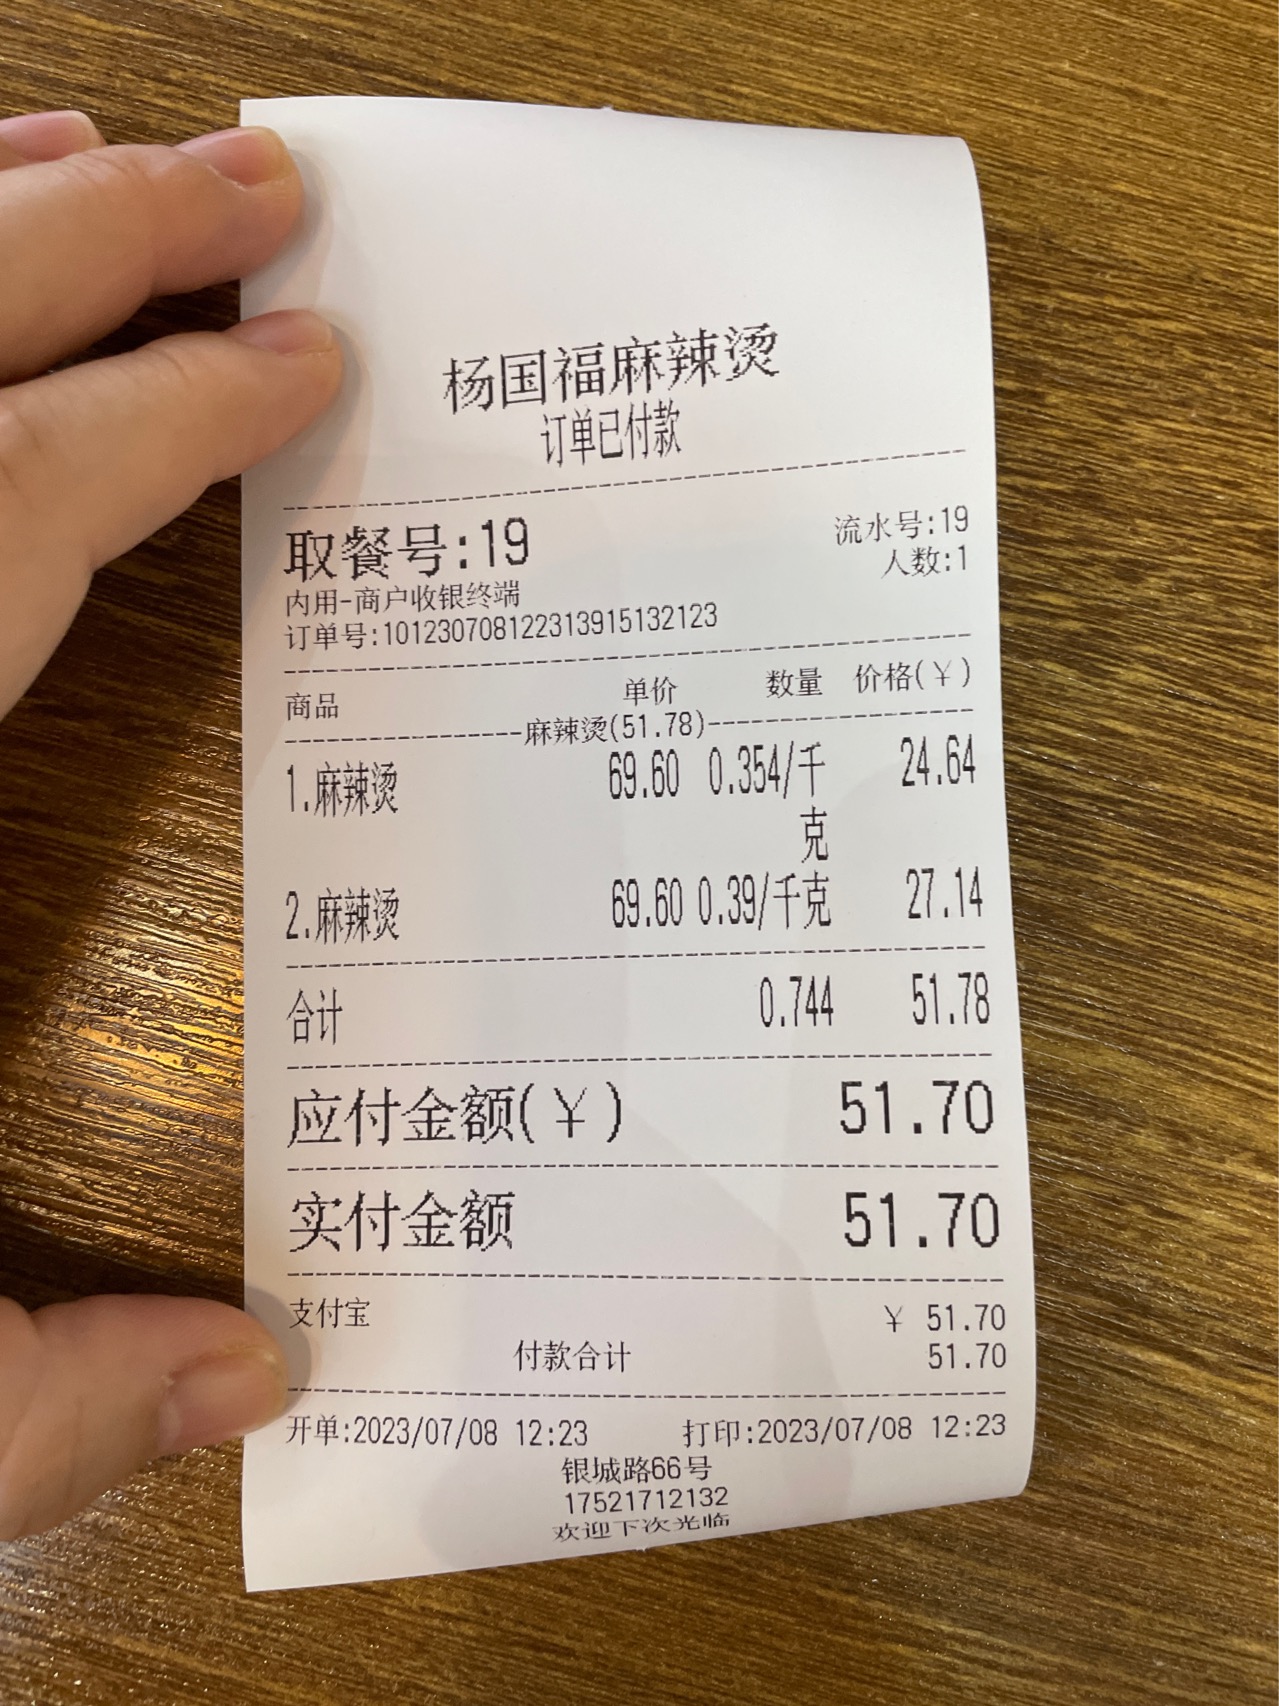 杨国福麻辣烫
订单已付款
取餐号:19 流水号:19
人数:1
内用-商户收银终端
订单号:101230708122313915132123
商品 单价 数量 价格(¥)
麻辣烫(51.78)
1.麻辣烫 69.60 0.354/千 24.64
克
2.麻辣烫 69.60 0.39/千克 27.14
合计 0.744 51.78
应付金额(¥) 51.70
实付金额 51.70
支付宝 ¥ 51.70
付款合计 51.70
开单:2023/07/08 12:23 打印:2023/07/08 12:23
银城路66号
17521712132
欢迎下次光临